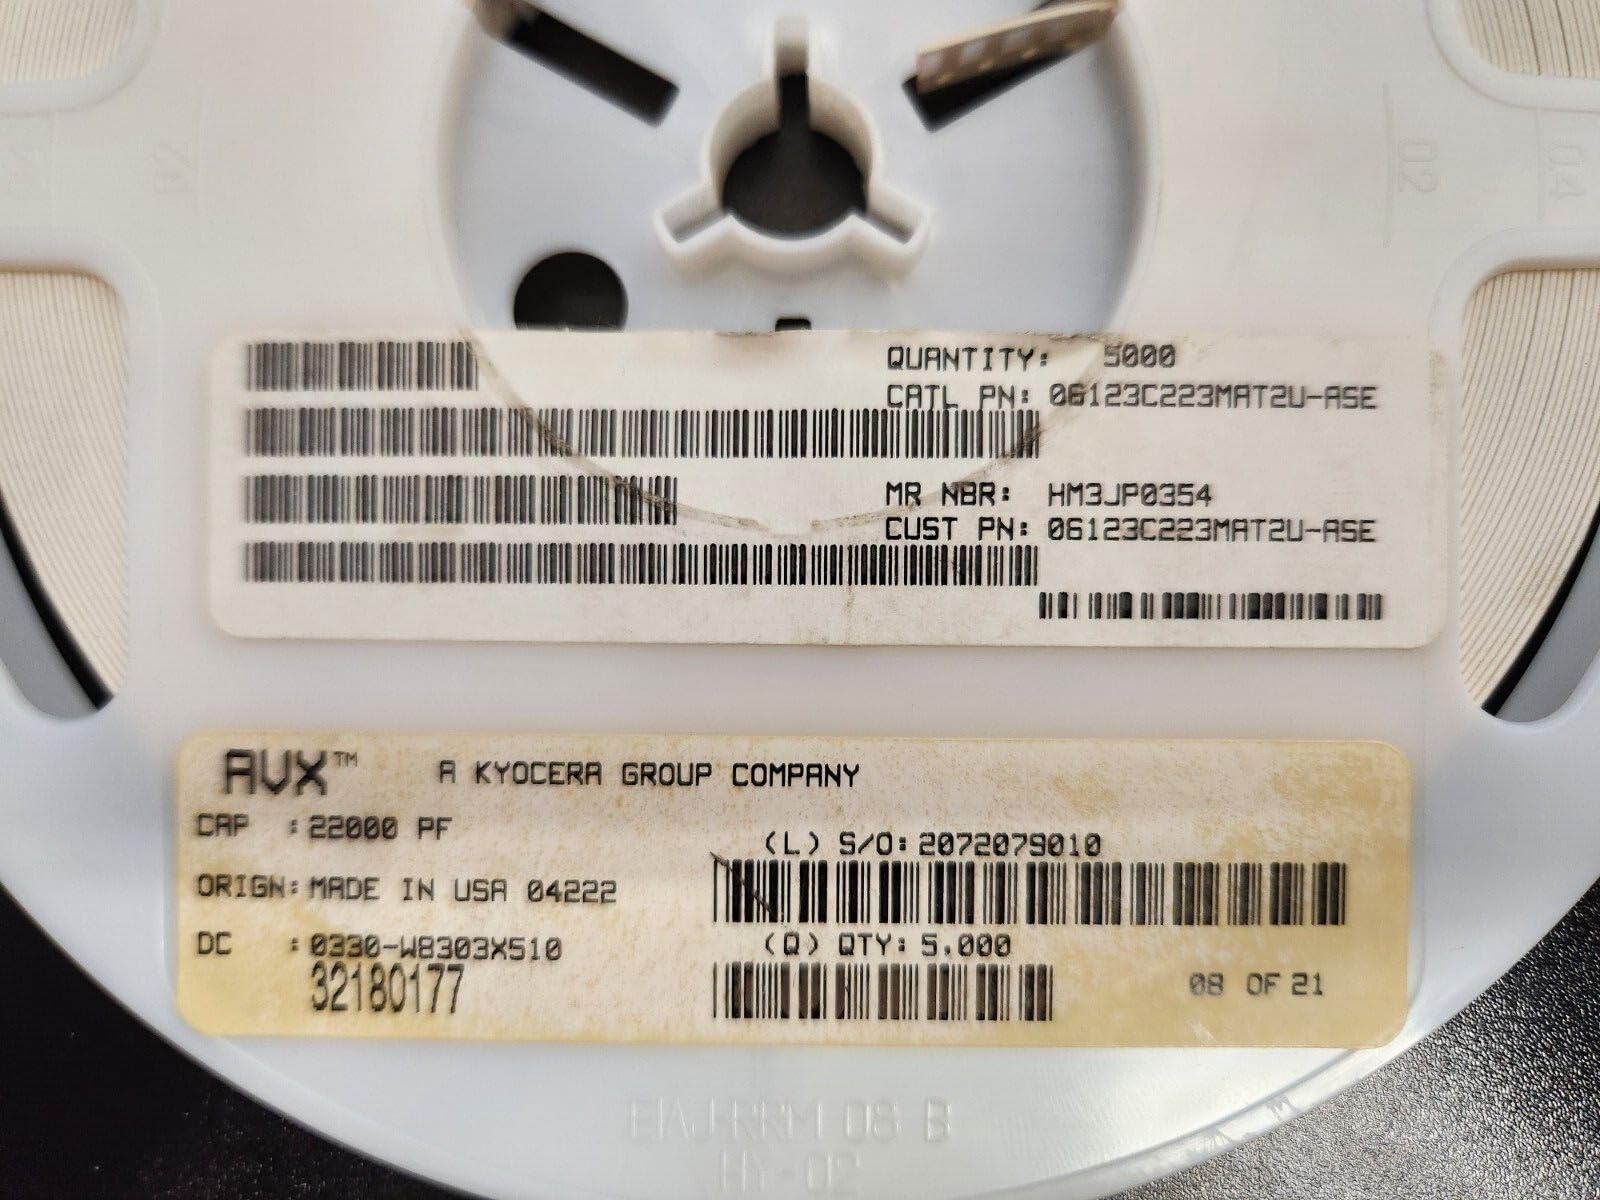 02
04
QUANTITY: 5000
CATL PN: 06123C223MAT2U-ASE
MR NBR: HM3JP0354
CUST PN: 06123C223MAT2U-ASE
AVX™ A KYOCERA GROUP COMPANY
CAP : 22000 PF
(L) S/O: 2072079010
ORIGN: MADE IN USA 04222
DC : 0330-W8303X510
(Q) QTY: 5.000
32180177
08 OF 21
EIAJ-RRM 08 B